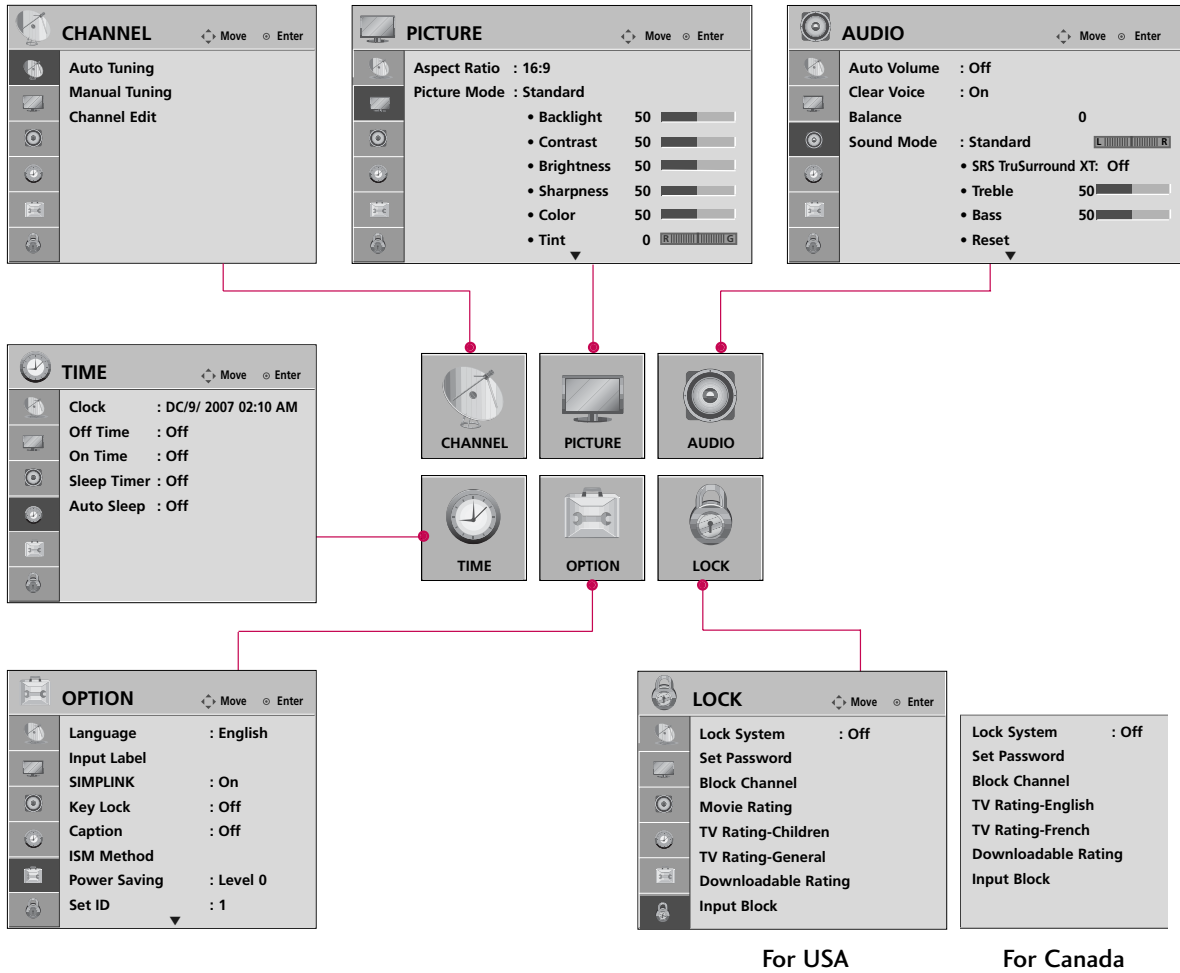 CHANNEL Move Enter
Auto Tuning
Manual Tuning
Channel Edit
PICTURE Move Enter
Aspect Ratio : 16:9
Picture Mode : Standard
• Backlight 50
• Contrast 50
• Brightness 50
• Sharpness 50
• Color 50
• Tint 0 R G
AUDIO Move Enter
Auto Volume : Off
Clear Voice : On
Balance 0
Sound Mode : Standard L R
• SRS TruSurround XT: Off
• Treble 50
• Bass 50
• Reset
TIME Move Enter
Clock : DC/9/ 2007 02:10 AM
Off Time : Off
On Time : Off
Sleep Timer : Off
Auto Sleep : Off
CHANNEL
PICTURE
AUDIO
TIME
OPTION
LOCK
OPTION Move Enter
Language : English
Input Label
SIMPLINK : On
Key Lock : Off
Caption : Off
ISM Method
Power Saving : Level 0
Set ID : 1
LOCK Move Enter
Lock System : Off
Set Password
Block Channel
Movie Rating
TV Rating-Children
TV Rating-General
Downloadable Rating
Input Block
For USA
Lock System : Off
Set Password
Block Channel
TV Rating-English
TV Rating-French
Downloadable Rating
Input Block
For Canada